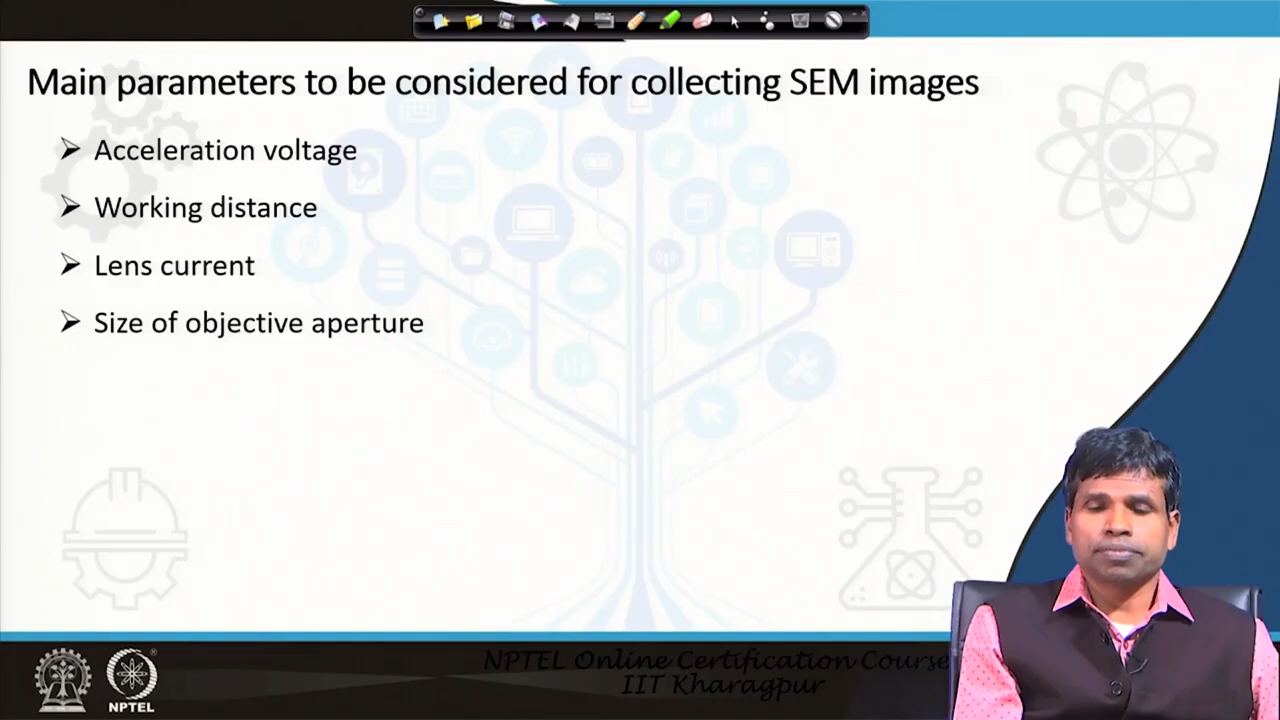 Main parameters to be considered for collecting SEM images
Acceleration voltage
Working distance
Lens current
Size of objective aperture
NPTEL Online Certification Course
IIT Kharagpur
NPTEL